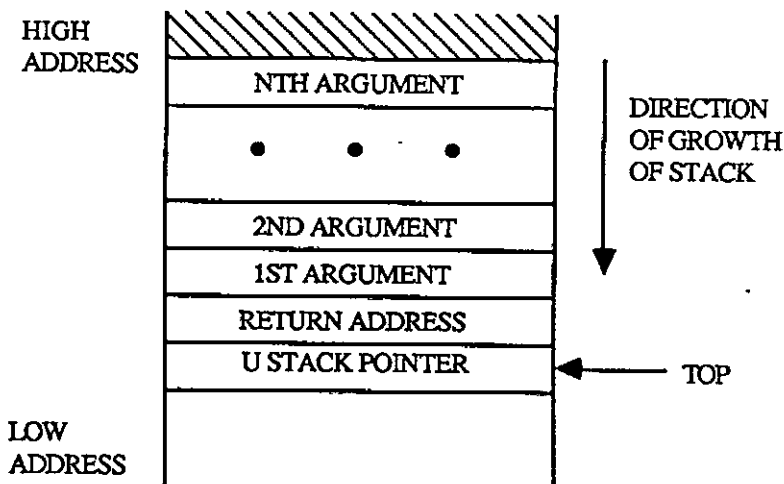 HIGH
ADDRESS
NTH ARGUMENT
DIRECTION
OF GROWTH
OF STACK
2ND ARGUMENT
1ST ARGUMENT
RETURN ADDRESS
U STACK POINTER
TOP
LOW
ADDRESS